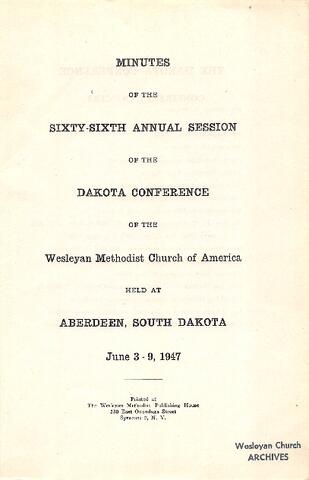 MINUTES
OF THE
SIXTY-SIXTH ANNUAL SESSION
OF THE
DAKOTA CONFERENCE
OF THE
Wesleyan Methodist Church of America
HELD AT
ABERDEEN, SOUTH DAKOTA
June 3 - 9, 1947
Printed at
The Wesleyan Methodist Publishing House
330 East Onondaga Street
Syracuse 2, N. Y.
Wesleyan Church
ARCHIVES